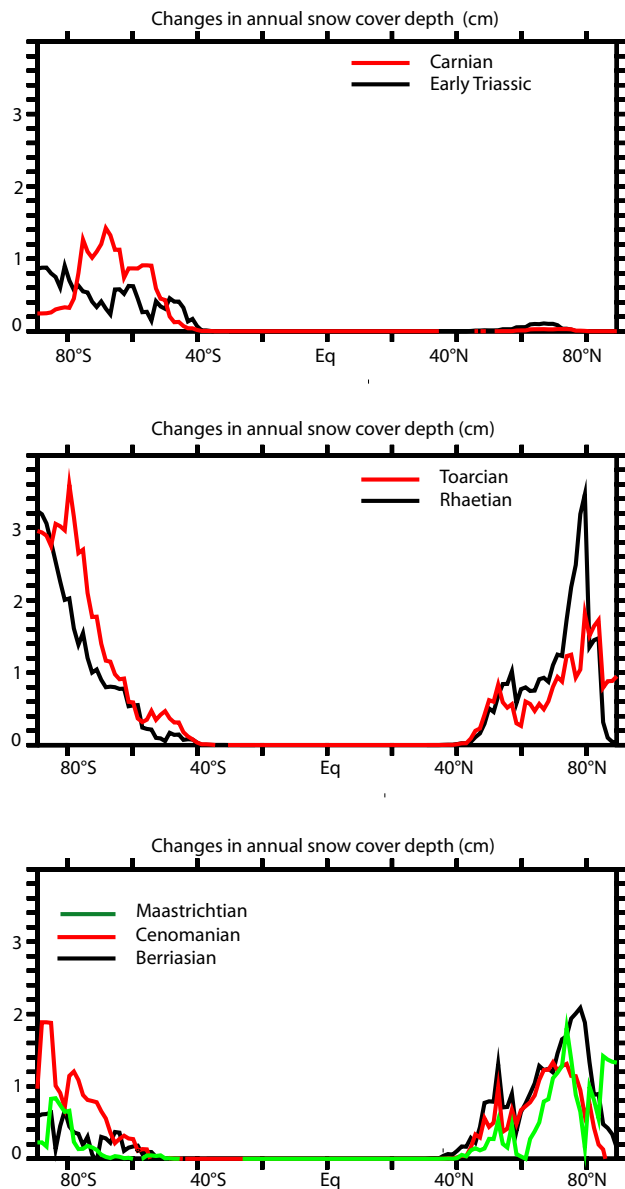 Changes in annual snow cover depth (cm)
Carnian
Early Triassic
3
2
1
0
80°S 40°S Eq 40°N 80°N
Changes in annual snow cover depth (cm)
Toarcian
Rhaetian
3
2
1
0
80°S 40°S Eq 40°N 80°N
Changes in annual snow cover depth (cm)
Maastrichtian
Cenomanian
Berriasian
3
2
1
0
80°S 40°S Eq 40°N 80°N